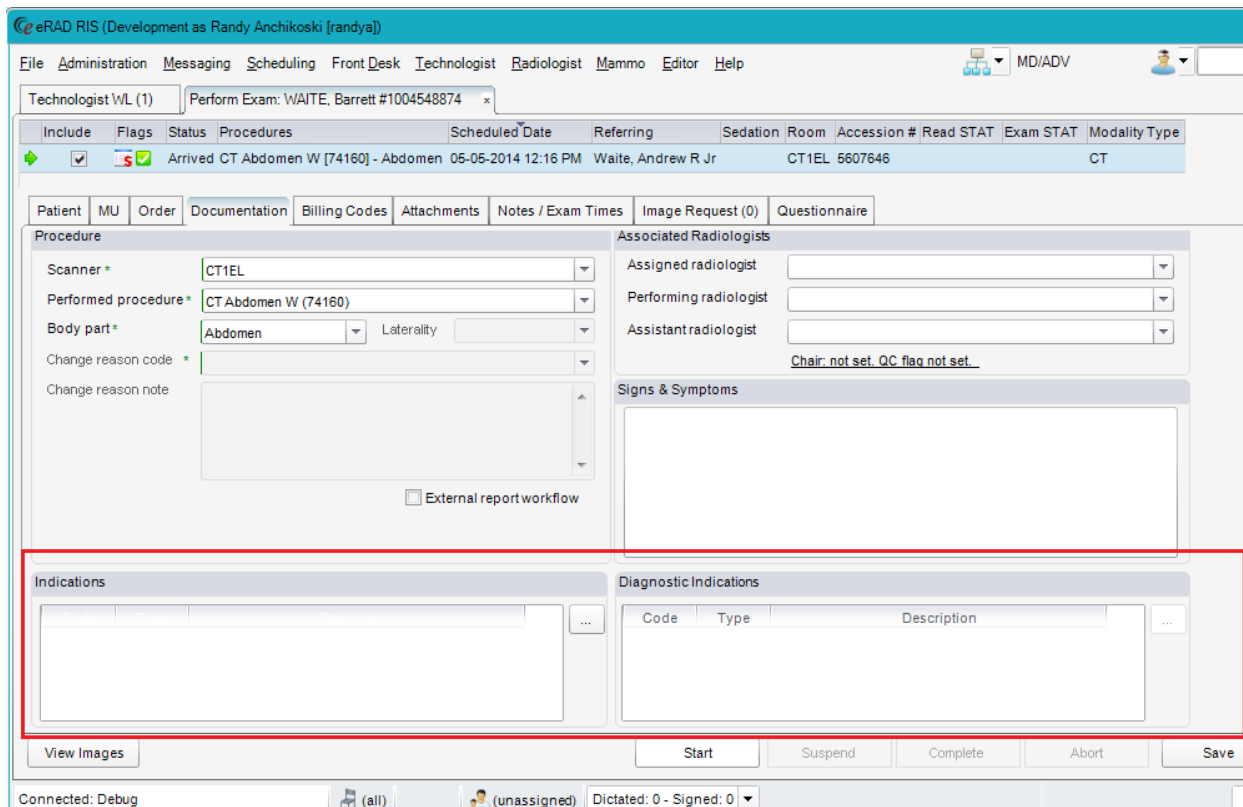 eRAD RIS (Development as Randy Anchikoski [randya])
File Administration Messaging Scheduling Front Desk Technologist Radiologist Mammo Editor Help MD/ADV
Technologist WL (1) Perform Exam: WAITE, Barrett #1004548874 x
Include Flags Status Procedures Scheduled Date Referring Sedation Room Accession # Read STAT Exam STAT Modality Type
Arrived CT Abdomen W [74160] - Abdomen 05-05-2014 12:16 PM Waite, Andrew R Jr CT1EL 5607646 CT
Patient MU Order Documentation Billing Codes Attachments Notes / Exam Times Image Request (0) Questionnaire
Procedure
Scanner * CT1EL
Performed procedure * CT Abdomen W (74160)
Body part * Abdomen Laterality
Change reason code *
Change reason note
External report workflow
Associated Radiologists
Assigned radiologist
Performing radiologist
Assistant radiologist
Chair: not set. QC flag not set.
Signs & Symptoms
Indications
...
Diagnostic Indications
Code Type Description
...
View Images Start Suspend Complete Abort Save
Connected: Debug (all) (unassigned) Dictated: 0 - Signed: 0